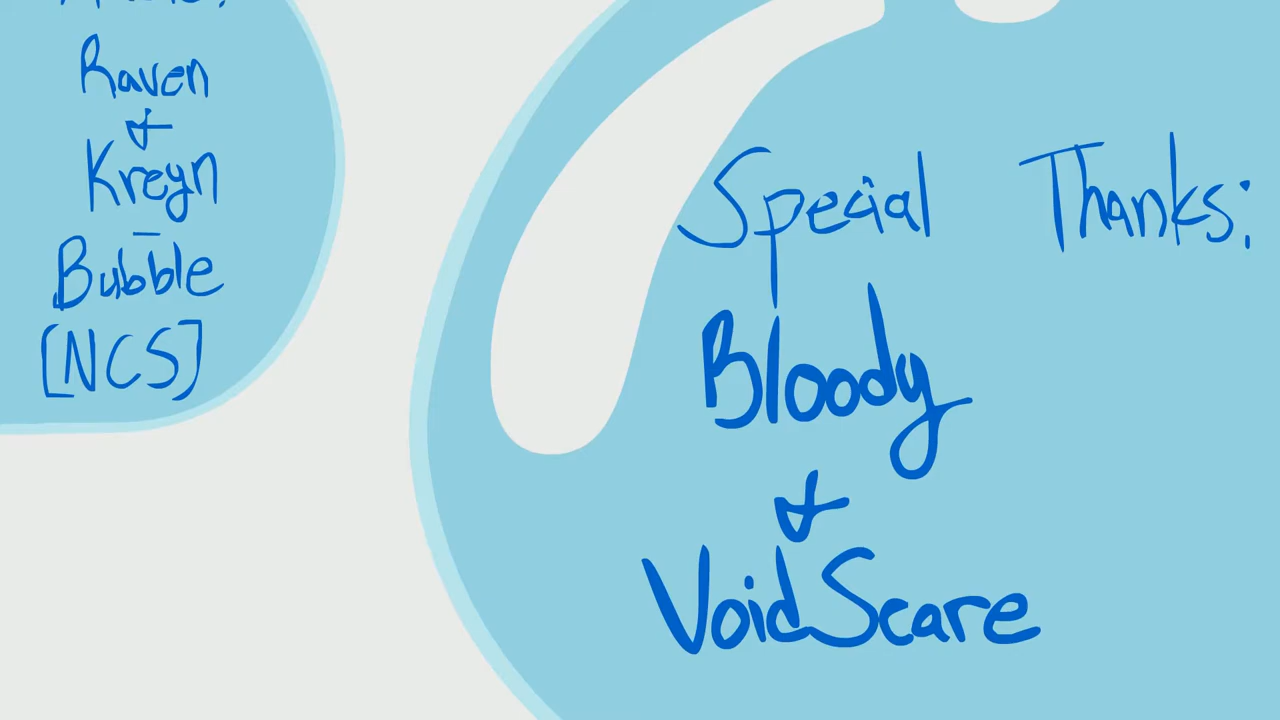 Raven
&
Kreyn
-
Bubble
[NCS]
Special Thanks:
Bloody
&
VoidScare